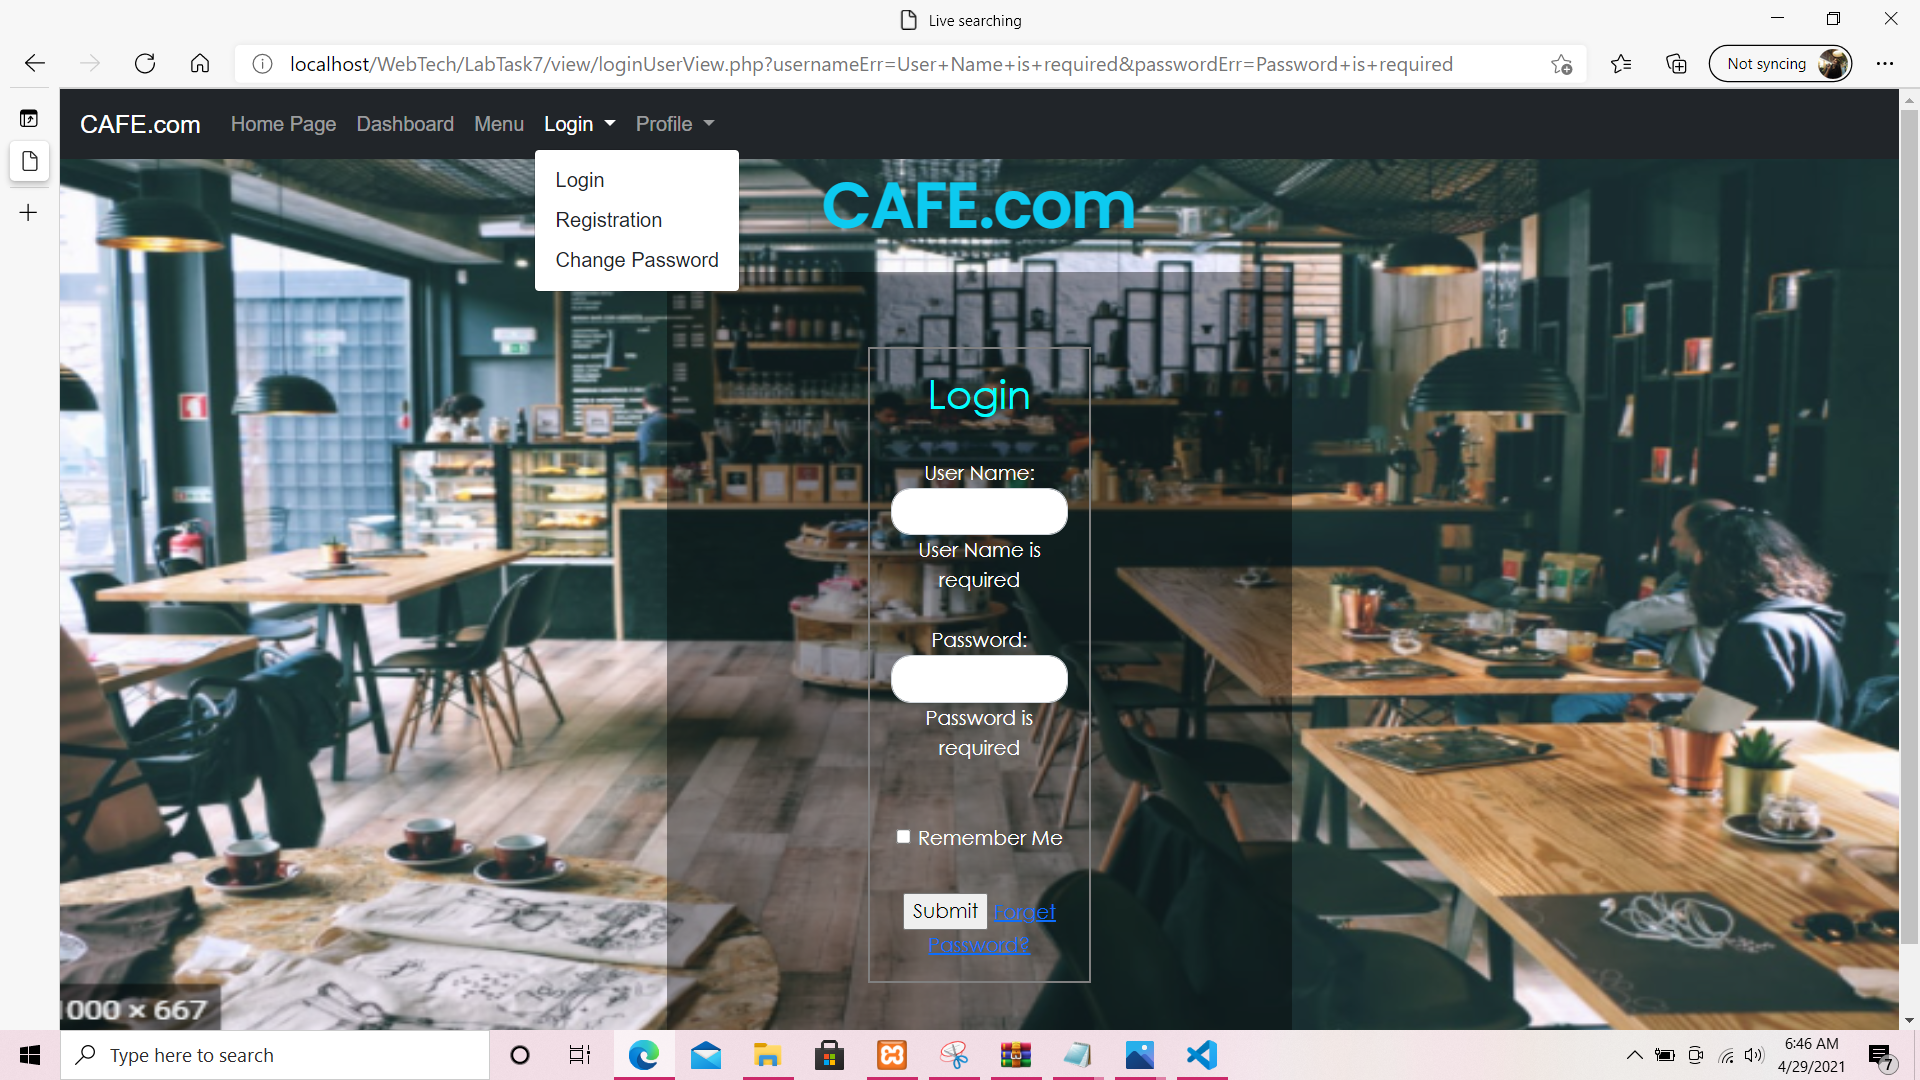 Live searching
localhost/WebTech/LabTask7/view/loginUserView.php?usernameErr=User+Name+is+required&passwordErr=Password+is+required
Not syncing
CAFE.com Home Page Dashboard Menu Login Profile
Login
Registration
Change Password
CAFE.com
Login
User Name:
User Name is
required
Password:
Password is
required
Remember Me
Submit Forget
Password?
1000 × 667
Type here to search
6:46 AM
4/29/2021
7